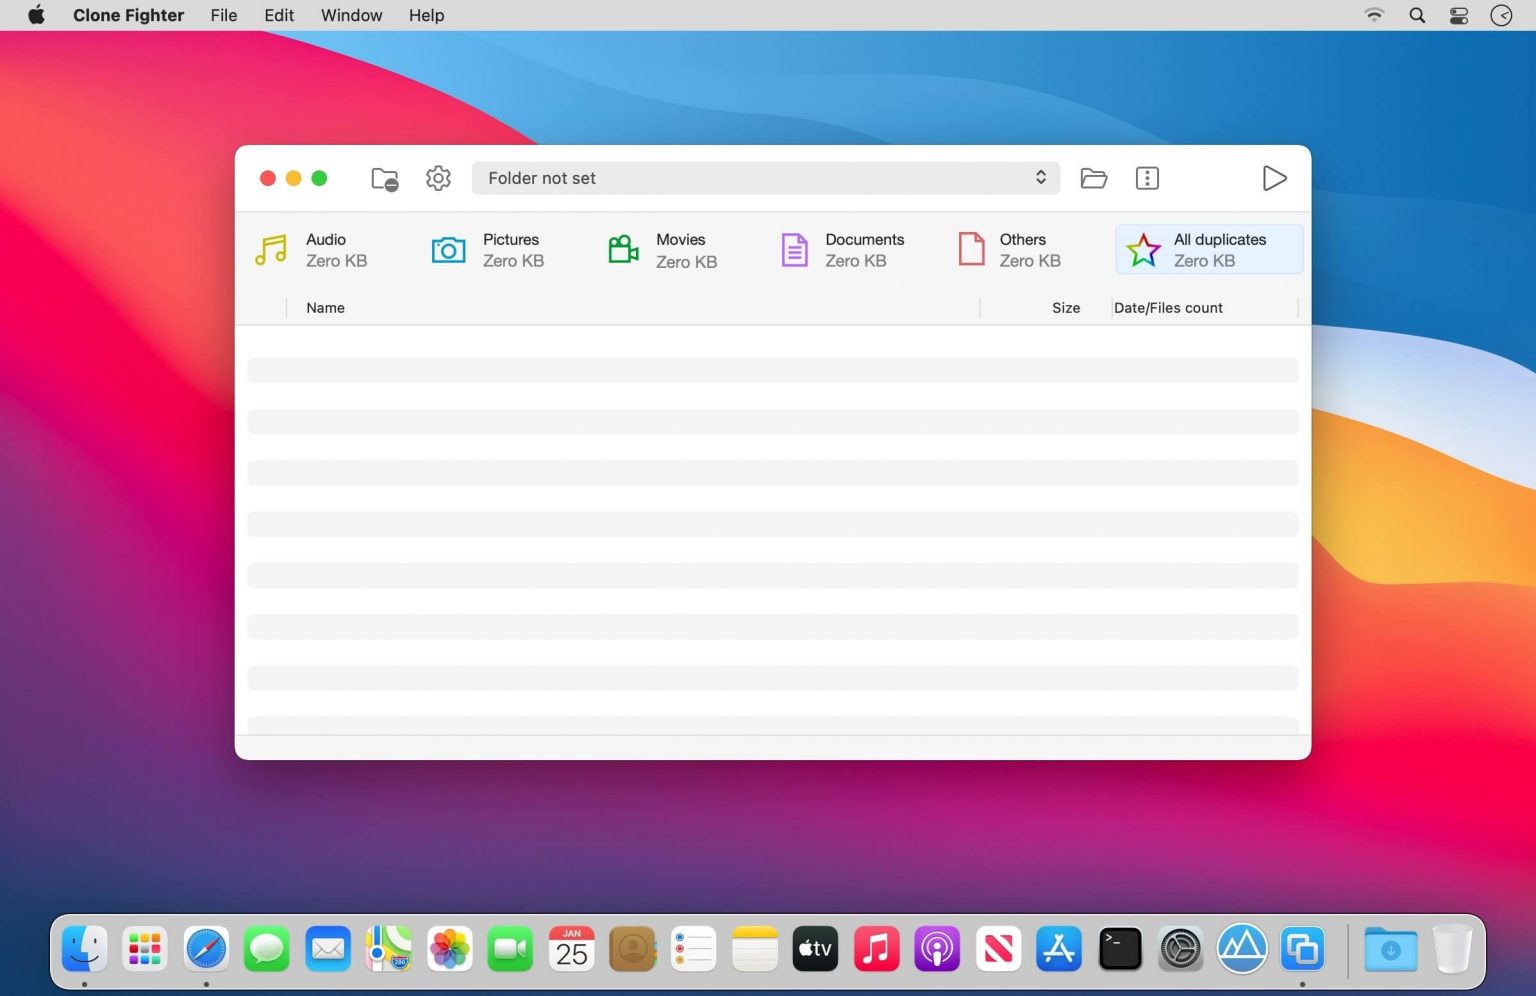 Clone Fighter File Edit Window Help
Folder not set
Audio
Zero KB
Pictures
Zero KB
Movies
Zero KB
Documents
Zero KB
Others
Zero KB
All duplicates
Zero KB
Name Size Date/Files count
JAN
25
280
tv
>_